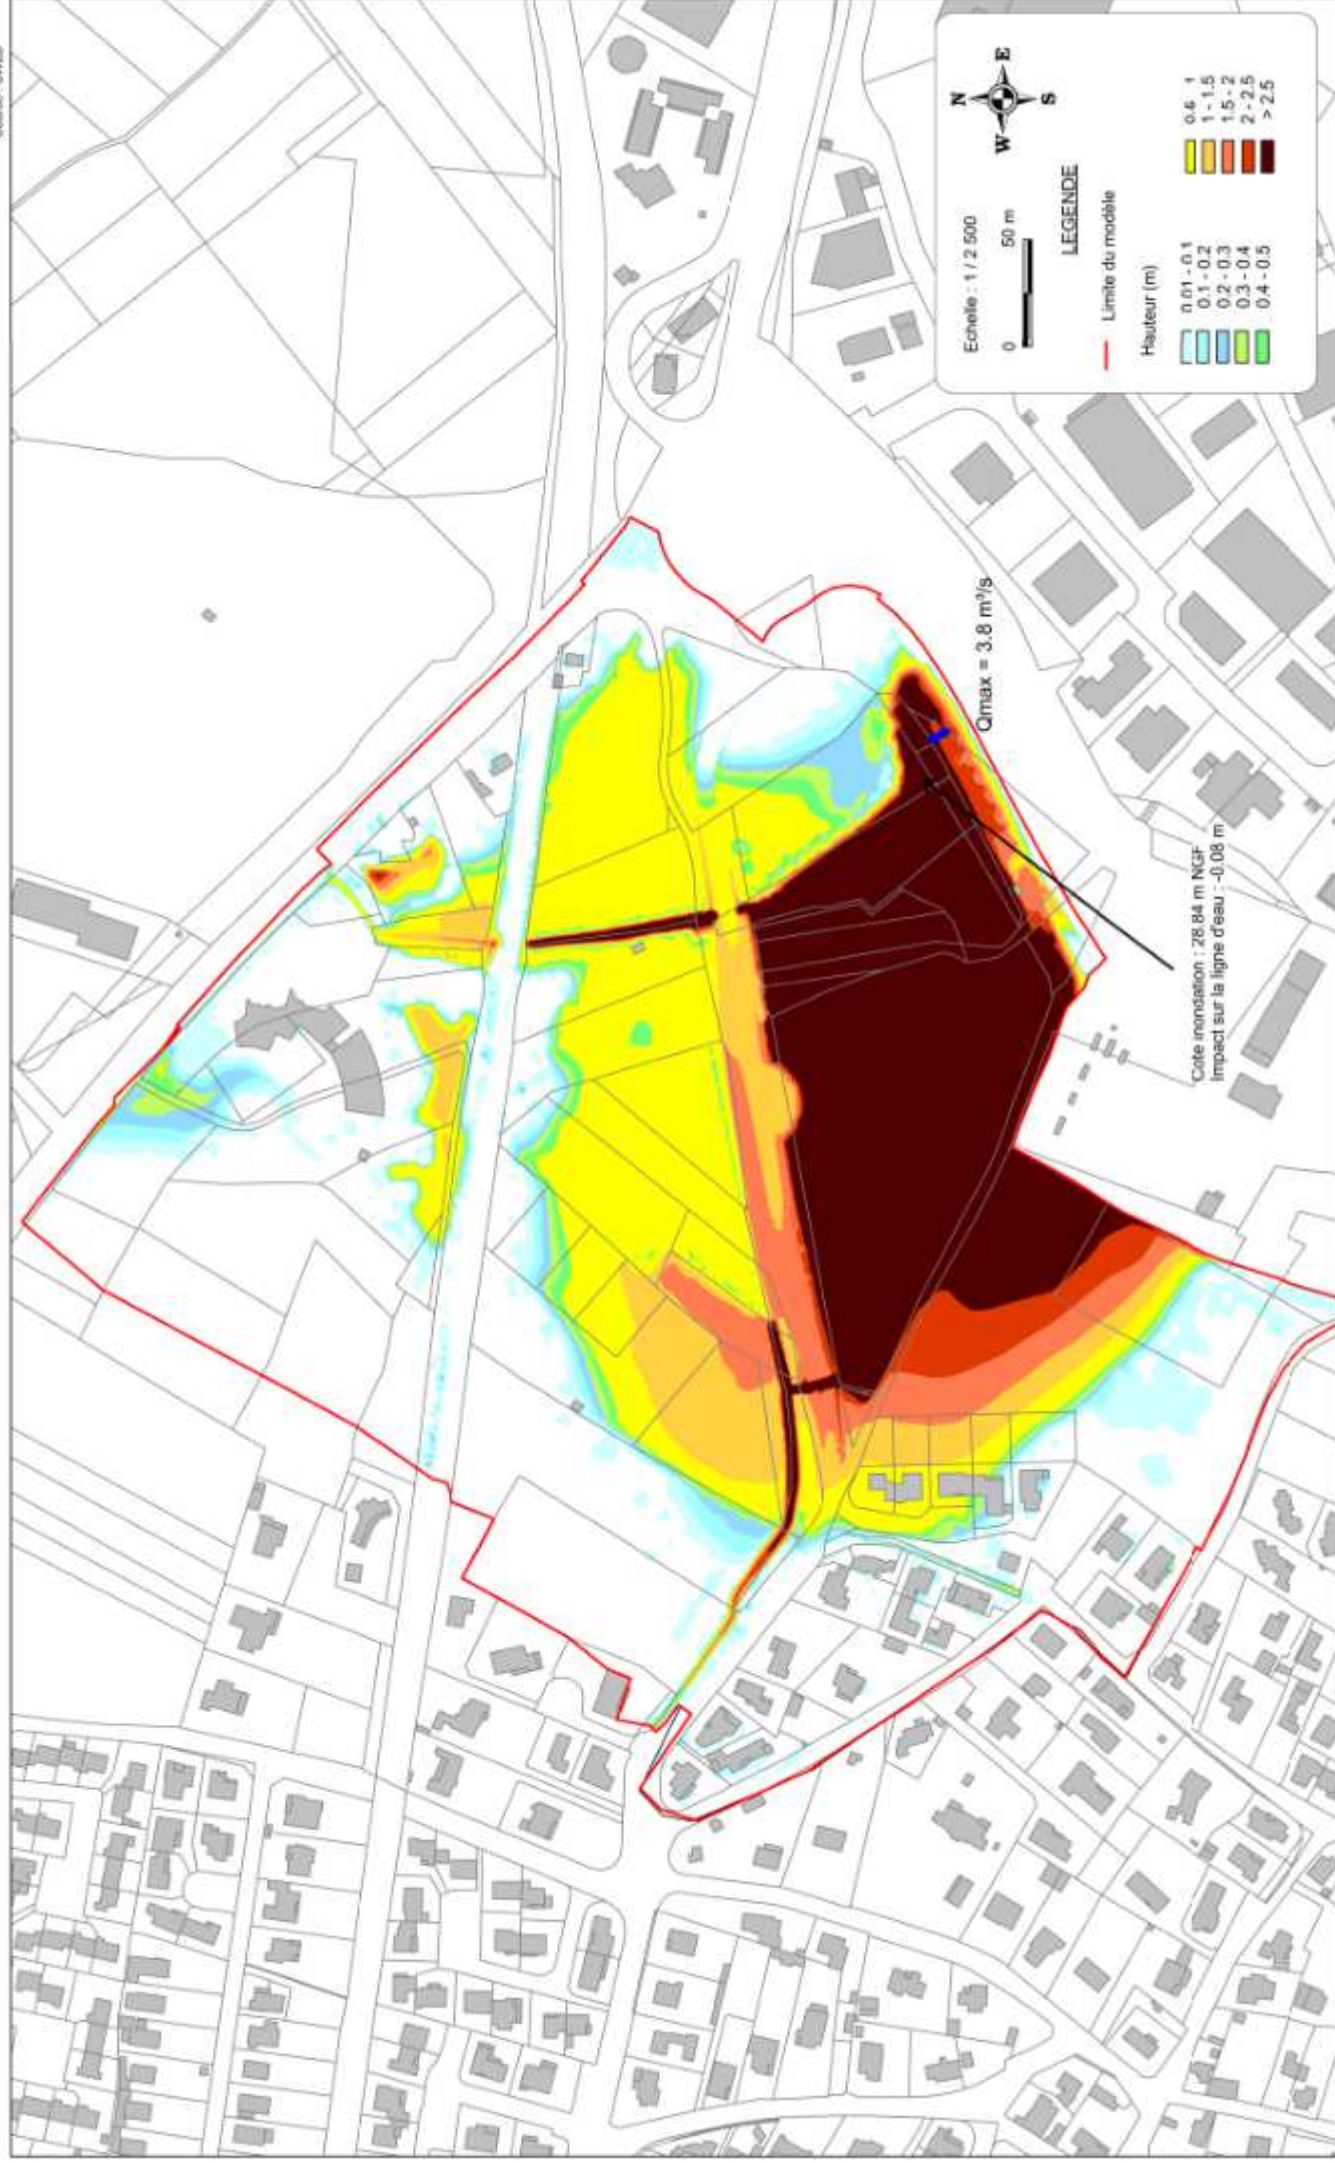 N
W E
S
Echelle : 1 / 2 500
0 50 m
LEGENDE
Limite du modèle
Hauteur (m)
0.01 - 0.1
0.1 - 0.2
0.2 - 0.3
0.3 - 0.4
0.4 - 0.5
0.6 1
1 - 1.5
1.5 - 2
2 - 2.5
> 2.5
Qmax = 3.8 m³/s
Cote inondation : 28.84 m NGF
Impact sur la ligne d'eau : -0.08 m